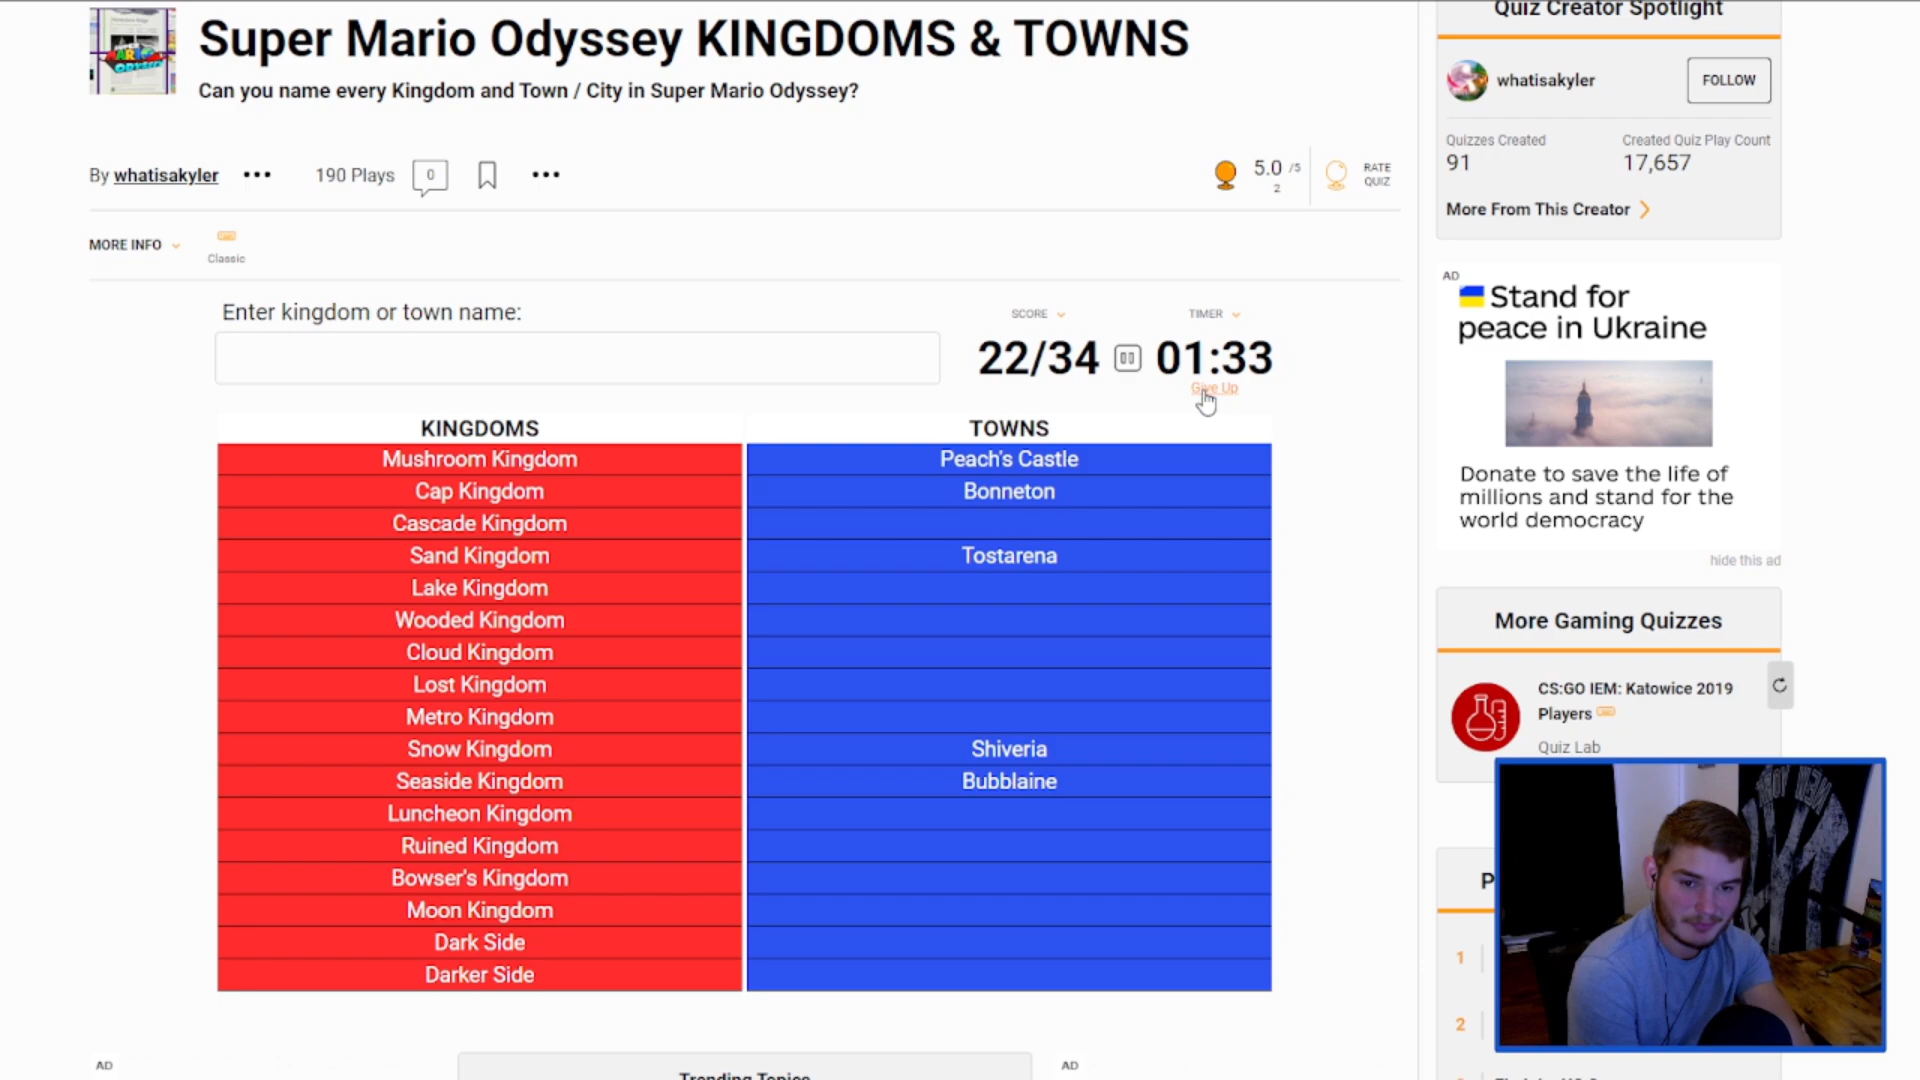 Super Mario Odyssey KINGDOMS & TOWNS
Can you name every Kingdom and Town / City in Super Mario Odyssey?
By whatisakyler
190 Plays
0
5.0 /5
2
RATE
QUIZ
MORE INFO
Classic
Enter kingdom or town name:
SCORE
TIMER
22/34
01:33
Give Up
KINGDOMS
TOWNS
Mushroom Kingdom
Peach's Castle
Cap Kingdom
Bonneton
Cascade Kingdom
Sand Kingdom
Tostarena
Lake Kingdom
Wooded Kingdom
Cloud Kingdom
Lost Kingdom
Metro Kingdom
Snow Kingdom
Shiveria
Seaside Kingdom
Bubblaine
Luncheon Kingdom
Ruined Kingdom
Bowser's Kingdom
Moon Kingdom
Dark Side
Darker Side
AD
Trending Topics
AD
Quiz Creator Spotlight
whatisakyler
FOLLOW
Quizzes Created
Created Quiz Play Count
91
17,657
More From This Creator
AD
Stand for
peace in Ukraine
Donate to save the life of
millions and stand for the
world democracy
hide this ad
More Gaming Quizzes
CS:GO IEM: Katowice 2019
Players
Quiz Lab
P
1
2